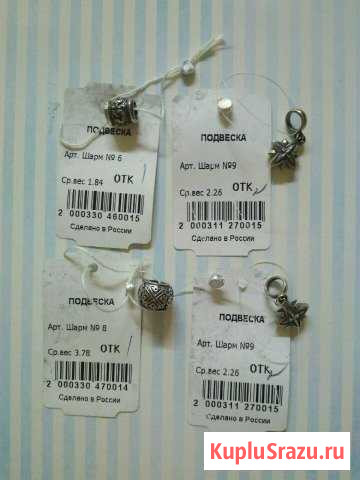 ПОДВЕСКА
Арт. Шарм № 6
Ср.вес 1.84 ОТК
2 000330 460015
Сделано в России
ПОДВЕСКА
Арт. Шарм №9
Ср.вес 2.26 ОТК
2 000311 270015
Сделано в России
ПОДВЕСКА
Арт. Шарм № 8
Ср.вес 3.78 ОТК
2 000330 470014
Сделано в России
ПОДВЕСКА
Арт. Шарм №9
Ср.вес 2.26 ОТК
2 000311 270015
Сделано в России
KupluSrazu.ru